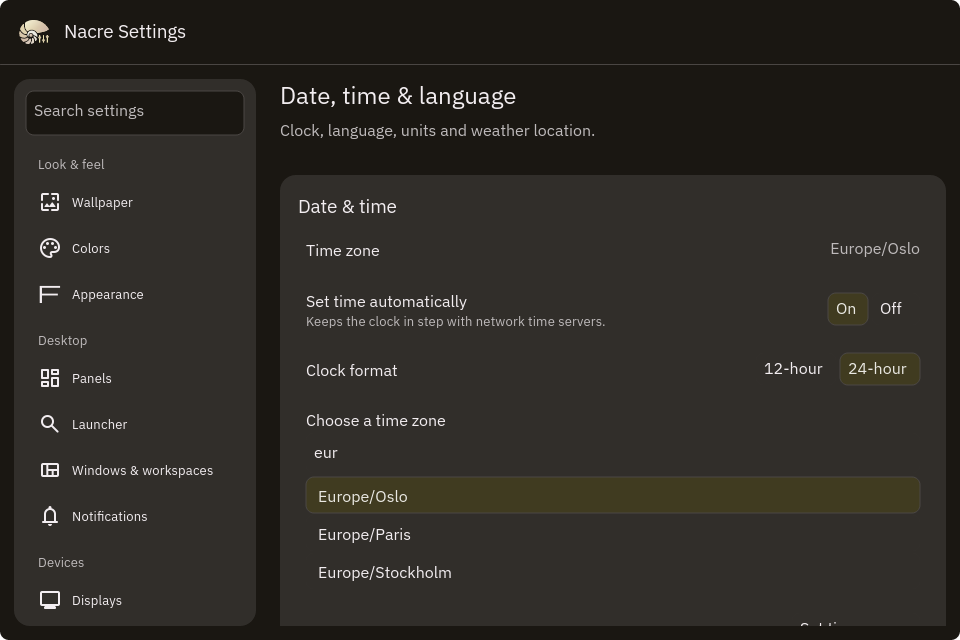 Nacre Settings
Search settings
Look & feel
Wallpaper
Colors
Appearance
Desktop
Panels
Launcher
Windows & workspaces
Notifications
Devices
Displays
Date, time & language
Clock, language, units and weather location.
Date & time
Time zone
Europe/Oslo
Set time automatically
Keeps the clock in step with network time servers.
On
Off
Clock format
12-hour
24-hour
Choose a time zone
eur
Europe/Oslo
Europe/Paris
Europe/Stockholm